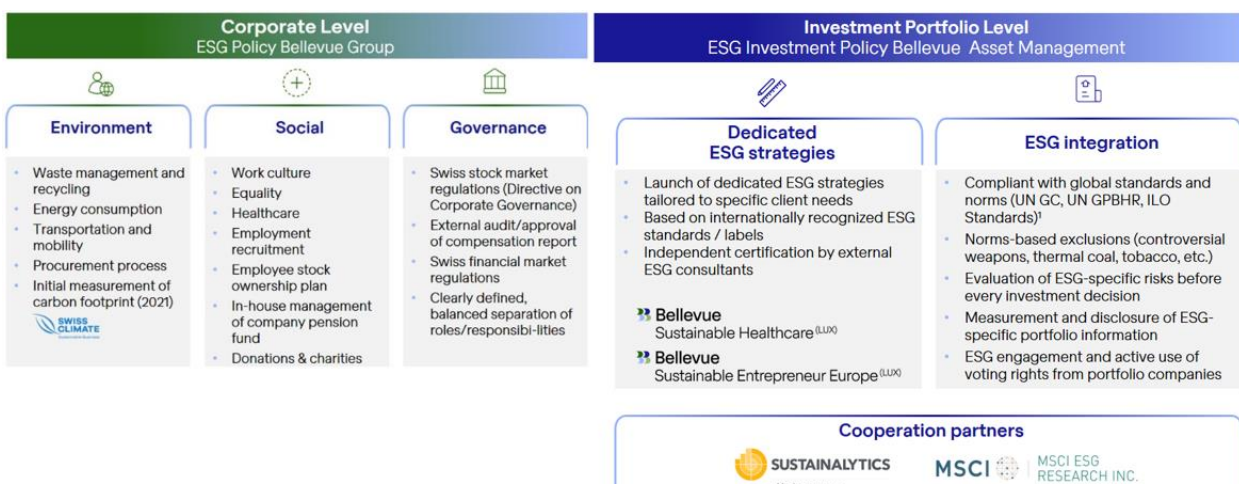 Corporate Level
ESG Policy Bellevue Group
Environment
• Waste management and
recycling
• Energy consumption
• Transportation and
mobility
• Procurement process
• Initial measurement of
carbon footprint (2021)
SWISS
CLIMATE
Social
• Work culture
• Equality
• Healthcare
• Employment
recruitment
• Employee stock
ownership plan
• In-house management
of company pension
fund
• Donations & charities
Governance
• Swiss stock market
regulations (Directive on
Corporate Governance)
• External audit/approval
of compensation report
• Swiss financial market
regulations
• Clearly defined,
balanced separation of
roles/responsibi-lities
Investment Portfolio Level
ESG Investment Policy Bellevue Asset Management
Dedicated
ESG strategies
• Launch of dedicated ESG strategies
tailored to specific client needs
• Based on internationally recognized ESG
standards / labels
• Independent certification by external
ESG consultants
Bellevue
Sustainable Healthcare (LUX)
Bellevue
Sustainable Entrepreneur Europe (LUX)
ESG integration
• Compliant with global standards and
norms (UN GC, UN GPBHR, ILO
Standards)¹
• Norms-based exclusions (controversial
weapons, thermal coal, tobacco, etc.)
• Evaluation of ESG-specific risks before
every investment decision
• Measurement and disclosure of ESG-
specific portfolio information
• ESG engagement and active use of
voting rights from portfolio companies
Cooperation partners
SUSTAINALYTICS
MSCI
MSCI ESG
RESEARCH INC.